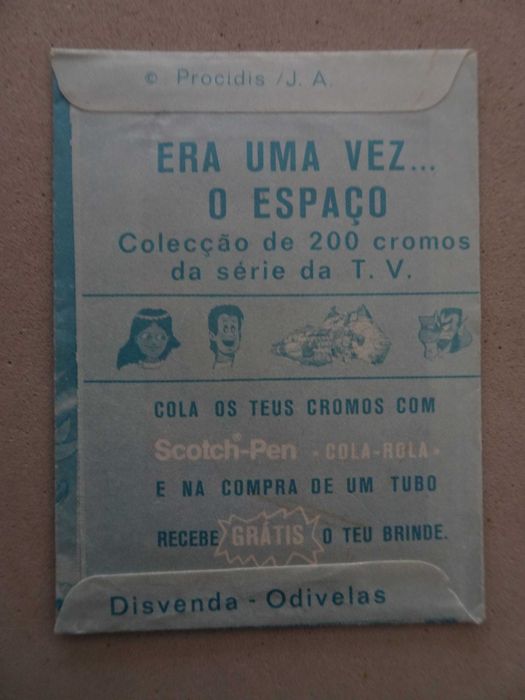 © Procidis /J. A.
ERA UMA VEZ...
O ESPAÇO
Colecção de 200 cromos
da série da T. V.
COLA OS TEUS CROMOS COM
Scotch®-Pen «COLA-ROLA»
E NA COMPRA DE UM TUBO
RECEBE GRÁTIS O TEU BRINDE.
Disvenda - Odivelas